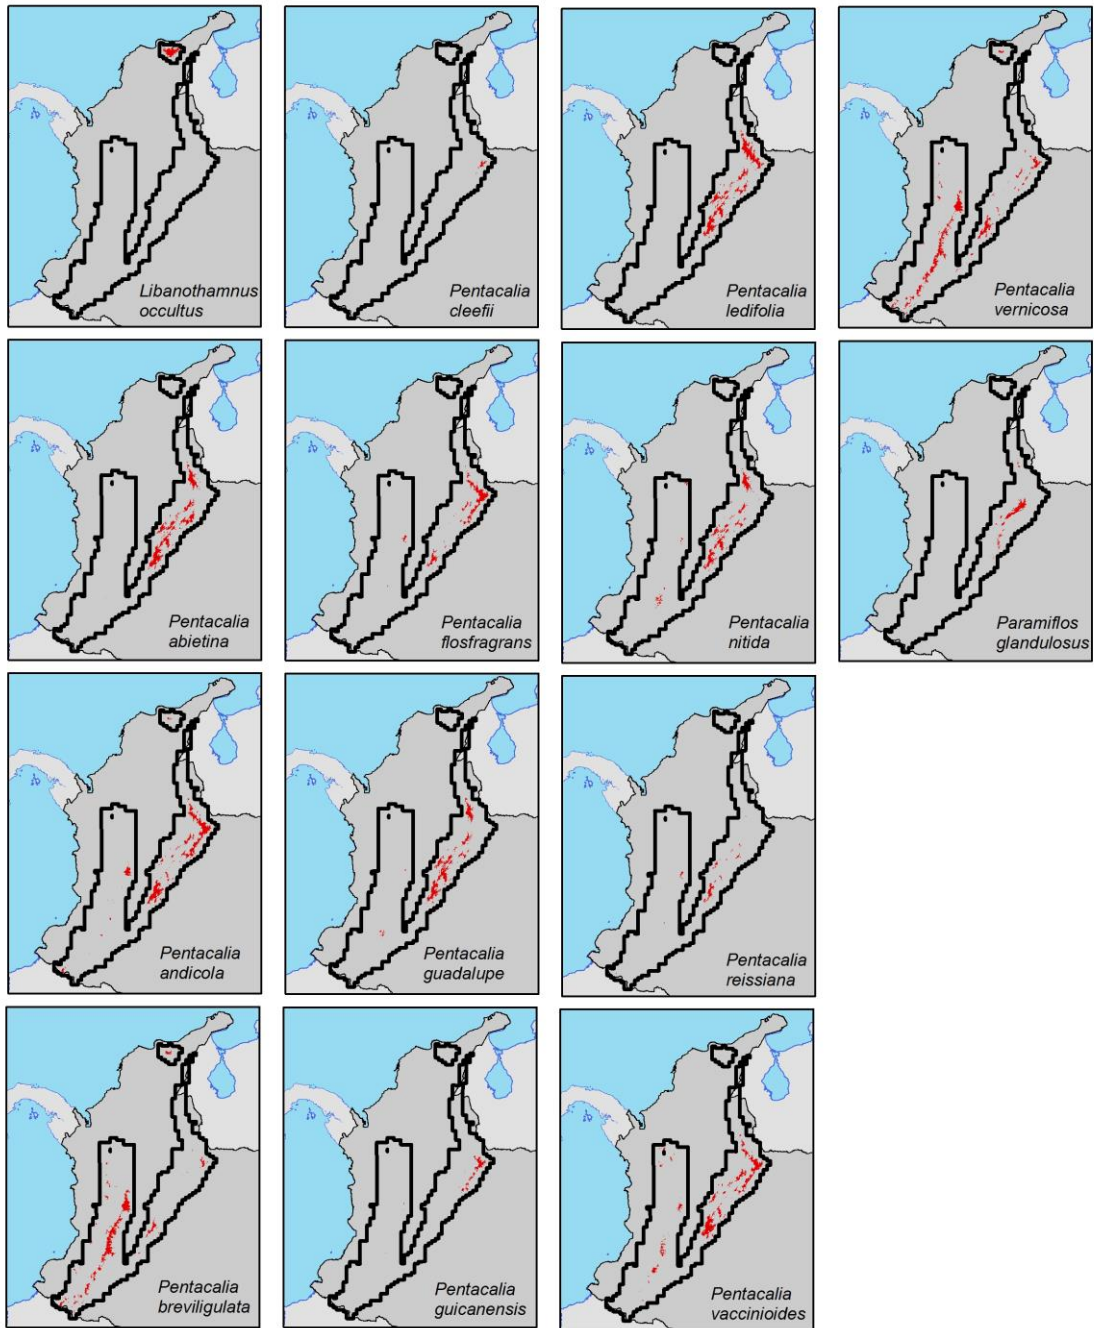 Libanothamnus
occultus
Pentacalia
cleefii
Pentacalia
ledifolia
Pentacalia
vernicosa
Pentacalia
abietina
Pentacalia
flosfragrans
Pentacalia
nitida
Paramiflos
glandulosus
Pentacalia
andicola
Pentacalia
guadalupe
Pentacalia
reissiana
Pentacalia
breviligulata
Pentacalia
guicanensis
Pentacalia
vaccinioides